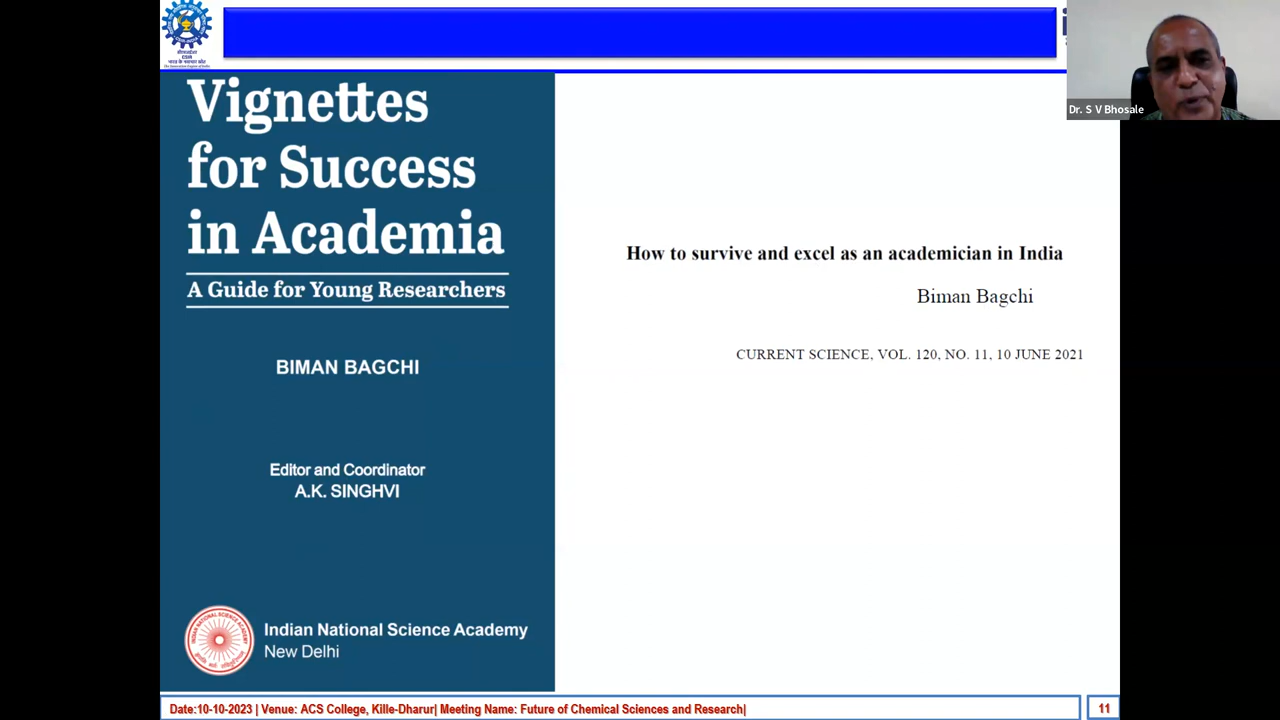 Dr. S V Bhosale
Vignettes
for Success
in Academia
A Guide for Young Researchers
BIMAN BAGCHI
Editor and Coordinator
A.K. SINGHVI
Indian National Science Academy
New Delhi
How to survive and excel as an academician in India
Biman Bagchi
CURRENT SCIENCE, VOL. 120, NO. 11, 10 JUNE 2021
Date:10-10-2023 | Venue: ACS College, Kille-Dharur| Meeting Name: Future of Chemical Sciences and Research|
11